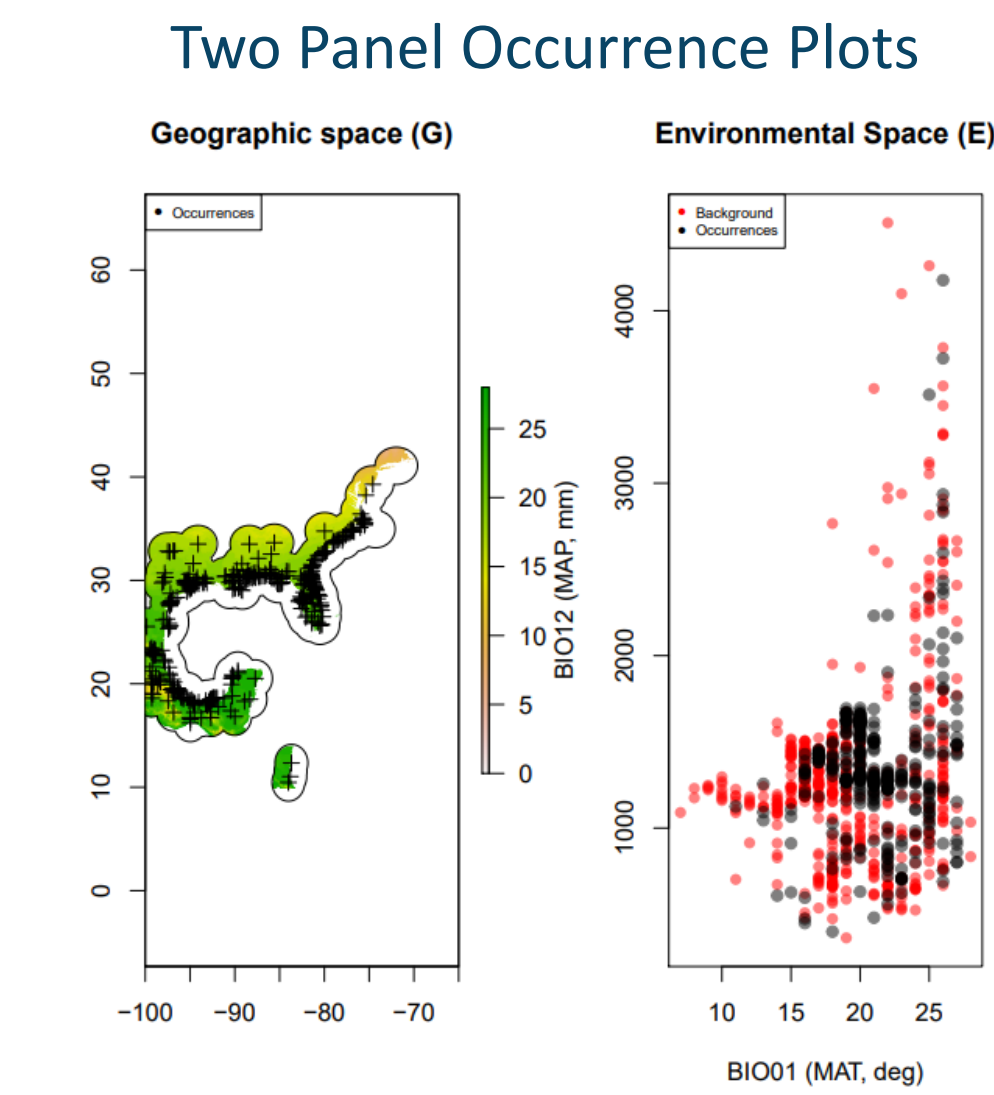 Two Panel Occurrence Plots
Geographic space (G)
Occurrences
60
50
40
30
20
10
0
−100 −90 −80 −70
25
20
15
10
5
0
BIO12 (MAP, mm)
Environmental Space (E)
Background
Occurrences
4000
3000
2000
1000
10 15 20 25
BIO01 (MAT, deg)